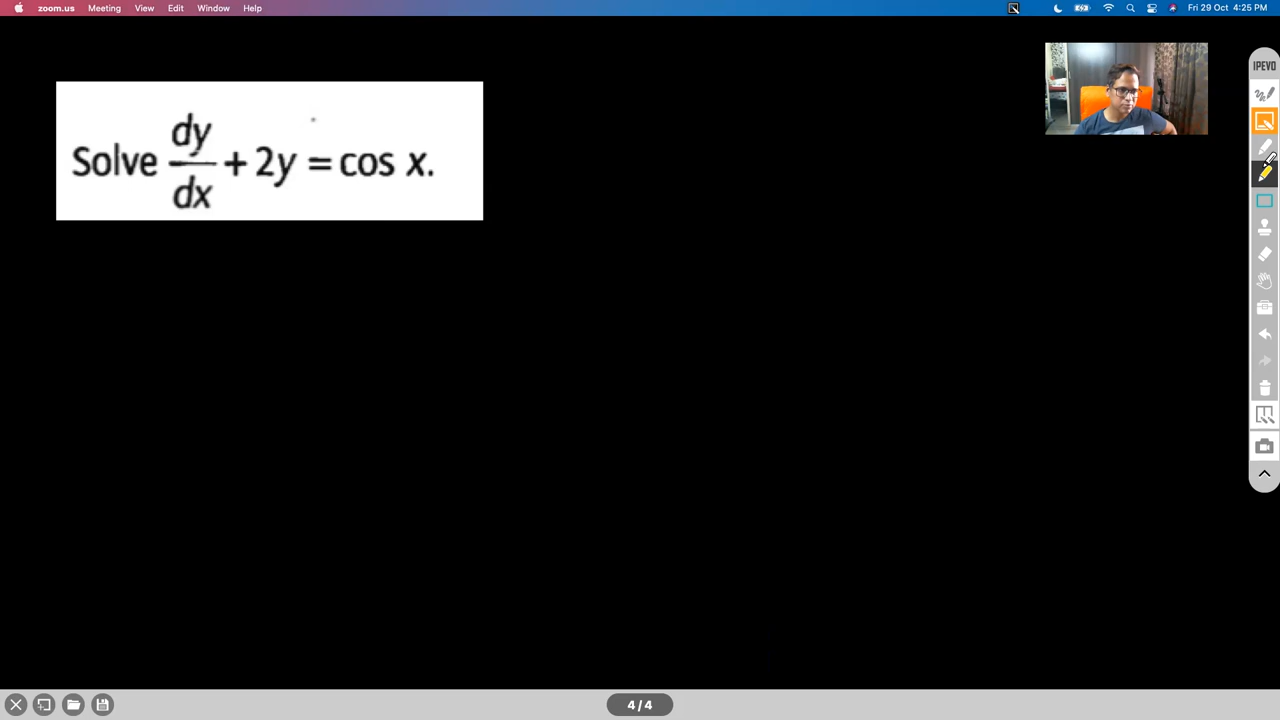 zoom.us Meeting View Edit Window Help Fri 29 Oct 4:25 PM
IPEVO
Solve dy/dx + 2y = cos x.
4 / 4